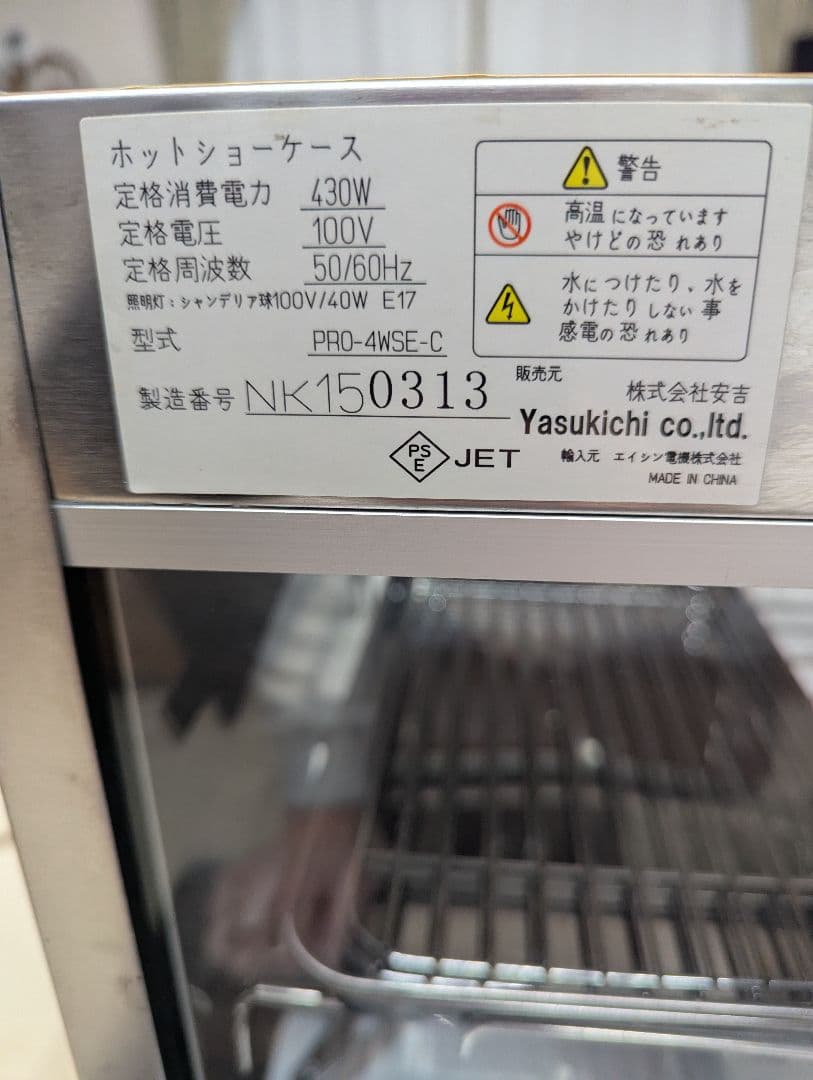 ホットショーケース
定格消費電力 430W
定格電圧 100V
定格周波数 50/60Hz
照明灯：シャンデリア球100V/40W E17
型式 PRO-4WSE-C
製造番号 NK150313
PSE JET
警告
高温になっています
やけどの恐れあり
水につけたり、水を
かけたりしない事
感電の恐れあり
販売元
株式会社安吉
Yasukichi co.,ltd.
輸入元 エイシン電機株式会社
MADE IN CHINA